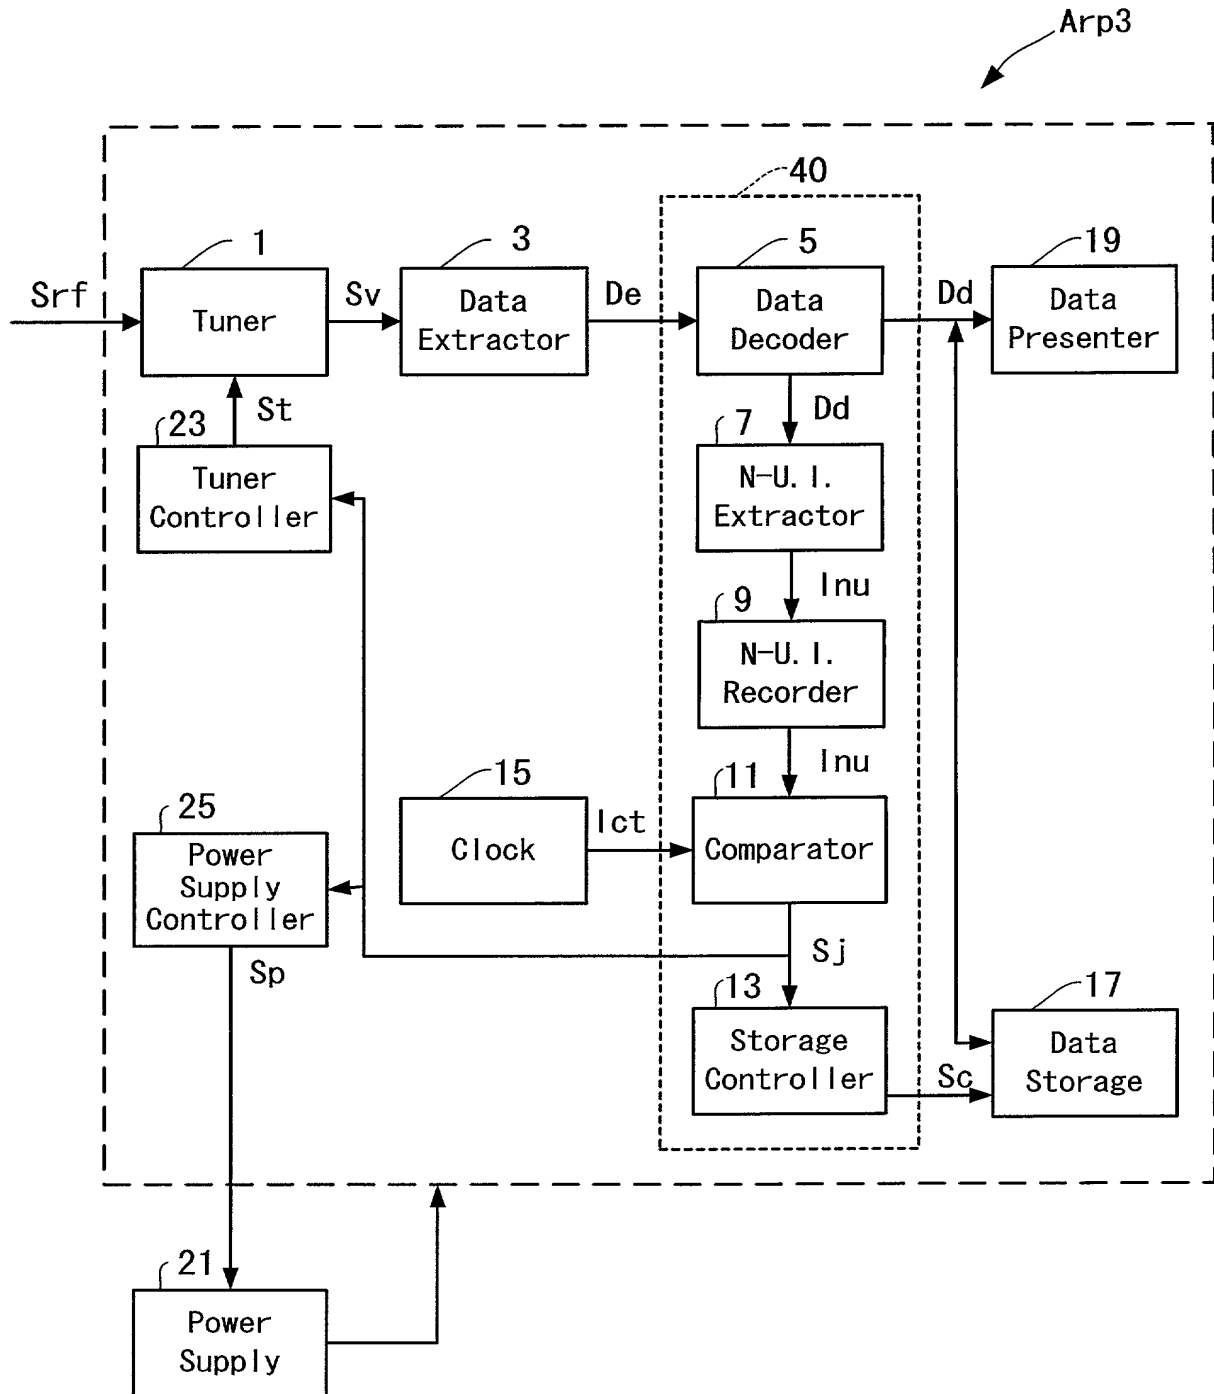 Arp3
40
1
3
5
19
Srf
Tuner
Sv
Data
Extractor
De
Data
Decoder
Dd
Data
Presenter
23
St
Tuner
Controller
Dd
7
N-U.I.
Extractor
Inu
9
N-U.I.
Recorder
Inu
15
11
25
Power
Supply
Controller
Clock
Ict
Comparator
Sp
Sj
13
17
Storage
Controller
Sc
Data
Storage
21
Power
Supply